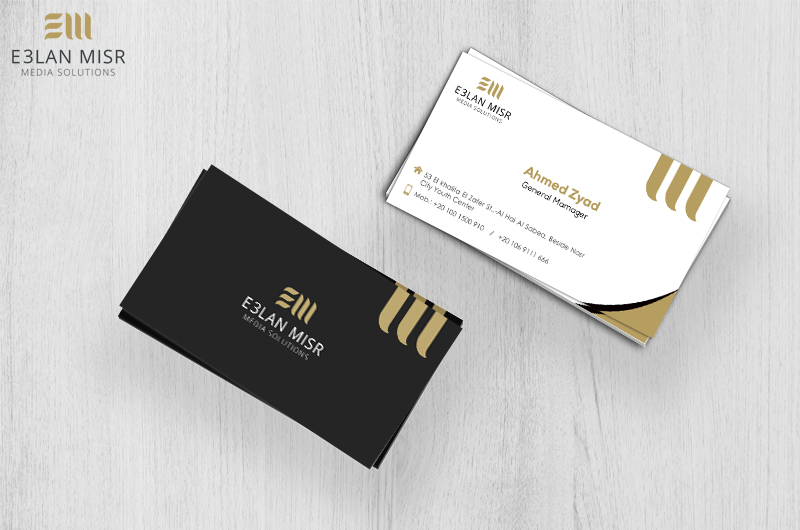 E3LAN MISR
MEDIA SOLUTIONS
E3LAN MISR
MEDIA SOLUTIONS
Ahmed Zyad
General Mamager
53 El khalifa El Zafer St.,-Al Hai Al Sabea, Beside Nasr
City Youth Center
Mob.: +20 100 1500 910 / +20 106 9111 666
E3LAN MISR
MEDIA SOLUTIONS